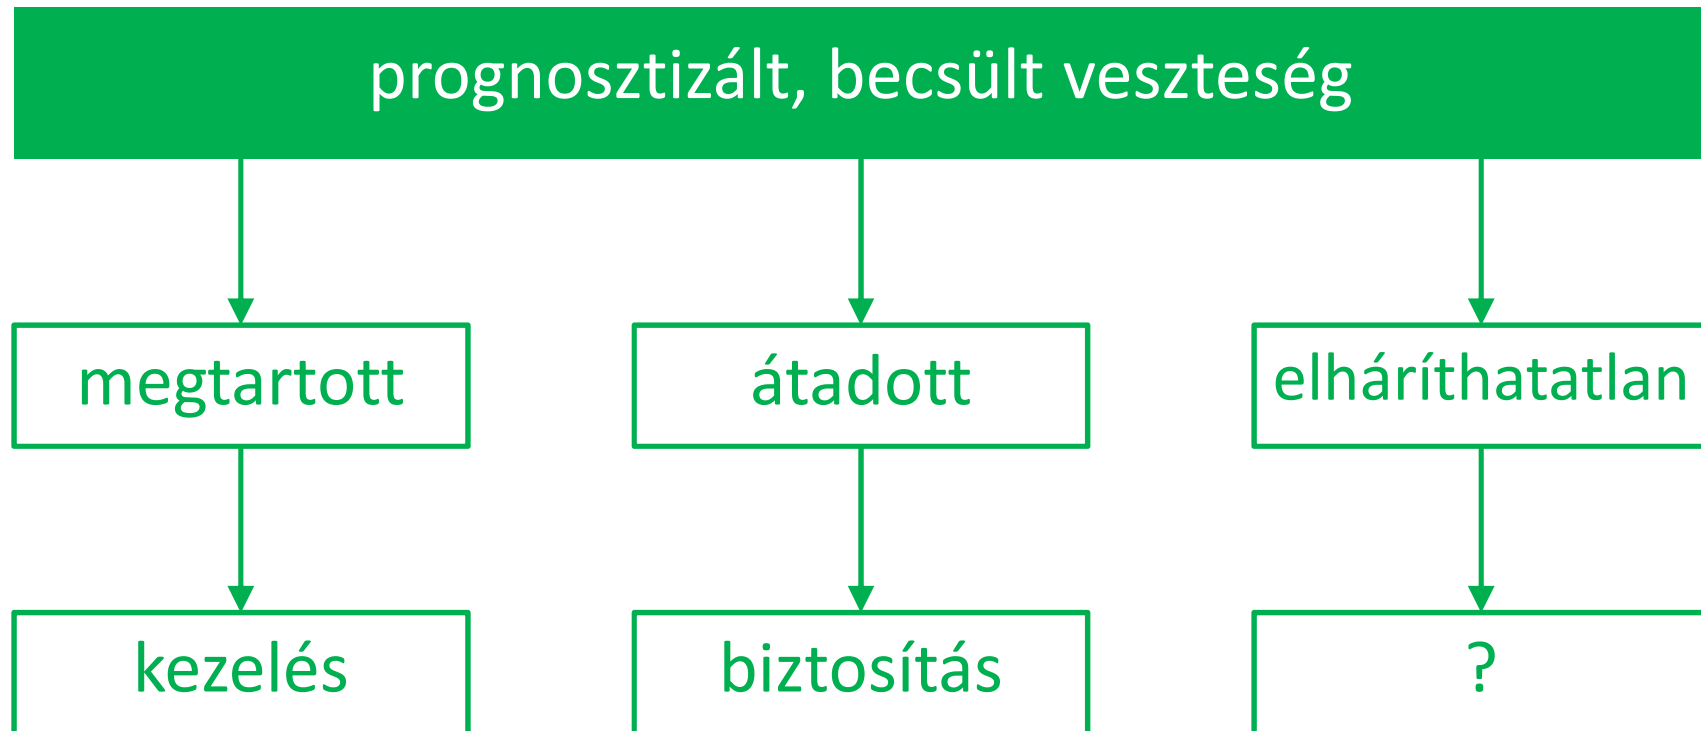 prognosztizált, becsült veszteség
megtartott
átadott
elháríthatatlan
kezelés
biztosítás
?